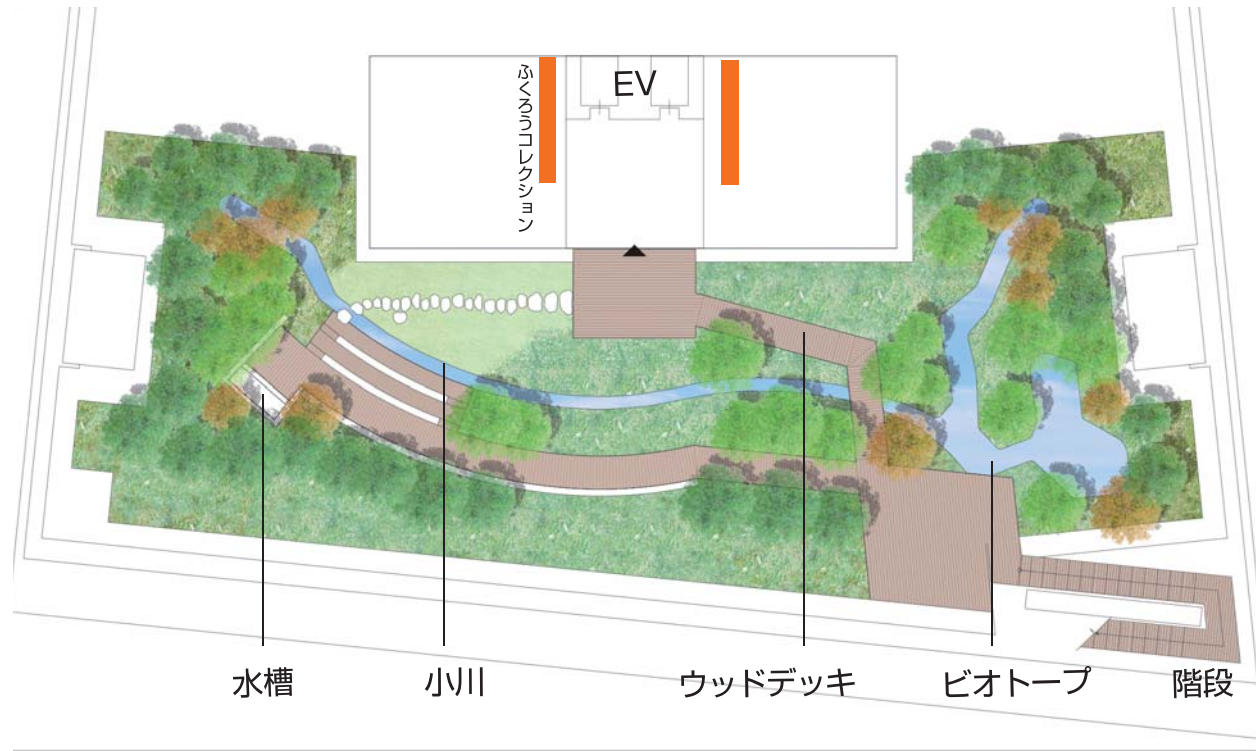 ふくろうコレクション
EV
水槽
小川
ウッドデッキ
ビオトープ
階段